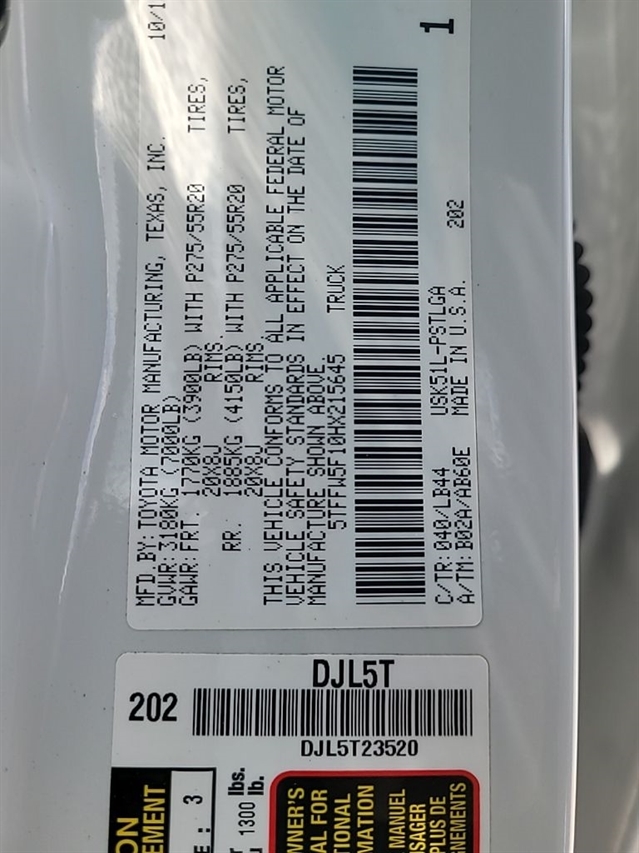 MFD.BY:TOYOTA MOTOR MANUFACTURING, TEXAS, INC. 10/1
GVWR:3180KG (7000LB)
GAWR:FRT. 1770KG (3900LB) WITH P275/55R20 TIRES,
20X8J RIMS
RR. 1885KG (4150LB) WITH P275/55R20 TIRES,
20X8J RIMS
THIS VEHICLE CONFORMS TO ALL APPLICABLE FEDERAL MOTOR
VEHICLE SAFETY STANDARDS IN EFFECT ON THE DATE OF
MANUFACTURE SHOWN ABOVE.
5TFFW5F10HX215645 TRUCK
C/TR: 040/LB44 USK51L-PSTLGA 202
A/TM: B02A/AB60E MADE IN U.S.A.
1
DJL5T
202
DJL5T23520
3
1300 lbs.
lb.
MANUEL
PLUS DE